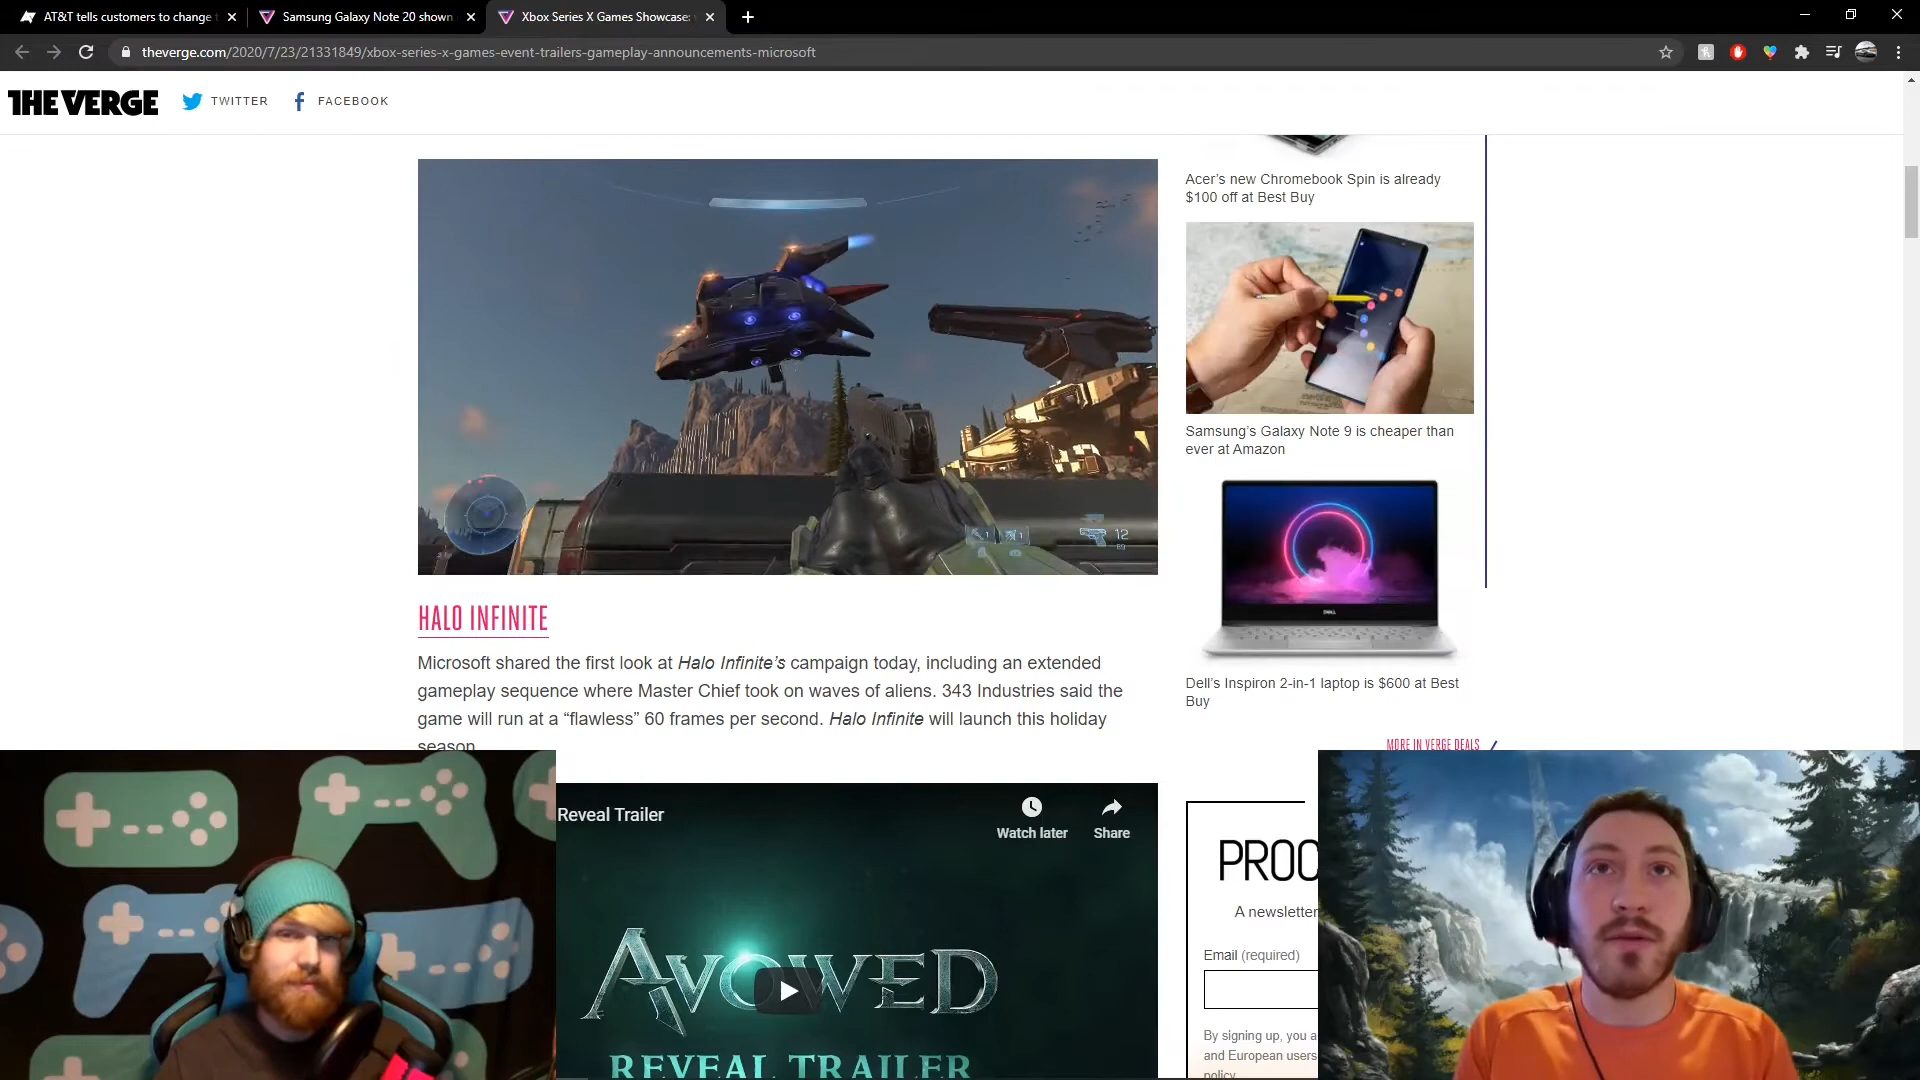 AT&T tells customers to change
Samsung Galaxy Note 20 shown
Xbox Series X Games Showcase:
theverge.com/2020/7/23/21331849/xbox-series-x-games-event-trailers-gameplay-announcements-microsoft
THE VERGE
TWITTER
FACEBOOK
Acer’s new Chromebook Spin is already
$100 off at Best Buy
Samsung’s Galaxy Note 9 is cheaper than
ever at Amazon
12
DELL
HALO INFINITE
Microsoft shared the first look at Halo Infinite’s campaign today, including an extended
gameplay sequence where Master Chief took on waves of aliens. 343 Industries said the
game will run at a “flawless” 60 frames per second. Halo Infinite will launch this holiday
season.
Dell’s Inspiron 2-in-1 laptop is $600 at Best
Buy
MORE IN VERGE DEALS
Reveal Trailer
Watch later
Share
AVOWED
REVEAL TRAILER
PROC
A newsletter
Email (required)
By signing up, you a
and European users
policy